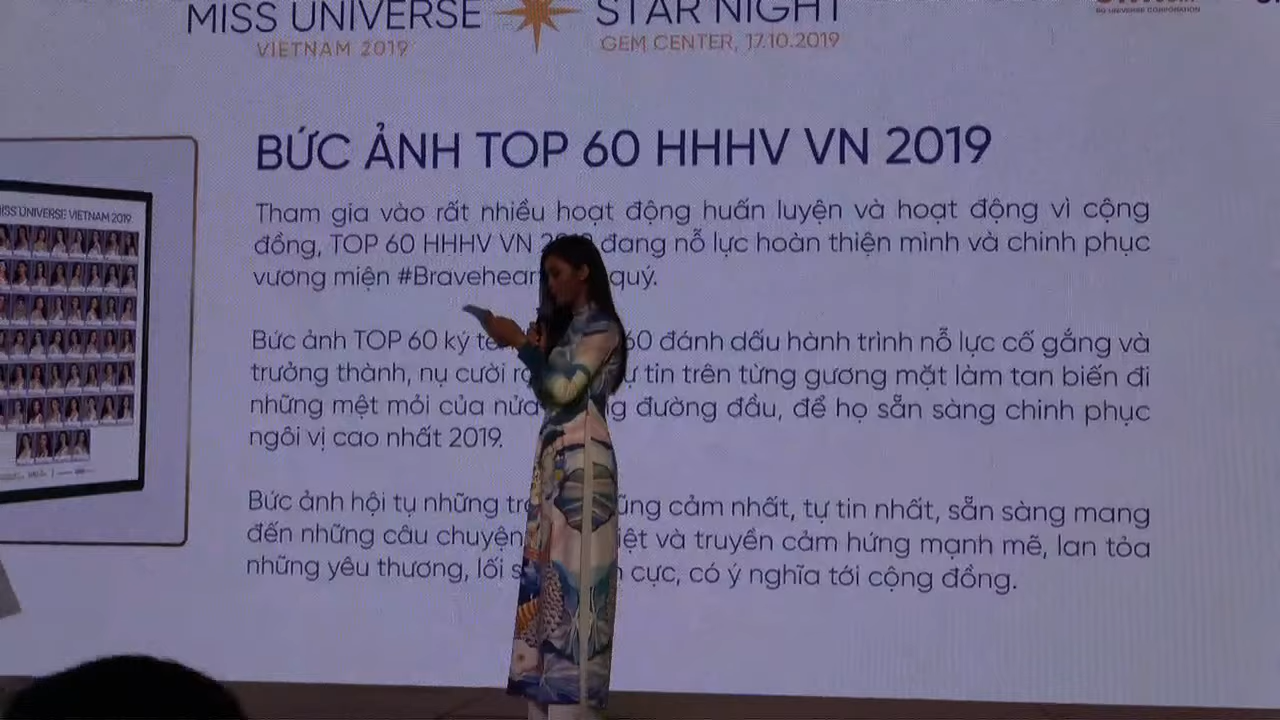 MISS UNIVERSE
VIETNAM 2019
STAR NIGHT
GEM CENTER, 17.10.2019
BỨC ẢNH TOP 60 HHHV VN 2019
MISS UNIVERSE VIETNAM 2019
Tham gia vào rất nhiều hoạt động huấn luyện và hoạt động vì cộng
đồng, TOP 60 HHHV VN đang nỗ lực hoàn thiện mình và chinh phục
vương miện #Bravehear quý.
Bức ảnh TOP 60 ký 60 đánh dấu hành trình nỗ lực cố gắng và
trưởng thành, nụ cười tin trên từng gương mặt làm tan biến đi
những mệt mỏi của nửa đường đầu, để họ sẵn sàng chinh phục
ngôi vị cao nhất 2019.
Bức ảnh hội tụ những cảm nhất, tự tin nhất, sẵn sàng mang
đến những câu chuyện và truyền cảm hứng mạnh mẽ, lan tỏa
những yêu thương, lối cực, có ý nghĩa tới cộng đồng.